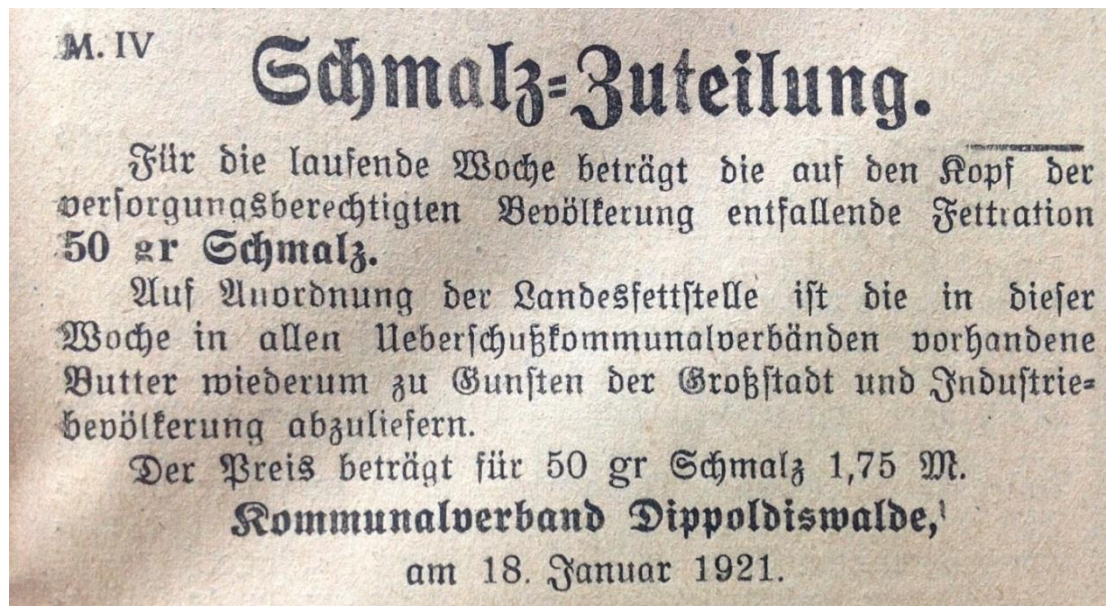 M. IV
Schmalz-Zuteilung.
Für die laufende Woche beträgt die auf den Kopf der
versorgungsberechtigten Bevölkerung entfallende Fettration
50 gr Schmalz.
Auf Anordnung der Landesfettstelle ist die in dieser
Woche in allen Ueberschußkommunalverbänden vorhandene
Butter wiederum zu Gunsten der Großstadt und Industrie-
bevölkerung abzuliefern.
Der Preis beträgt für 50 gr Schmalz 1,75 M.
Kommunalverband Dippoldiswalde,
am 18. Januar 1921.